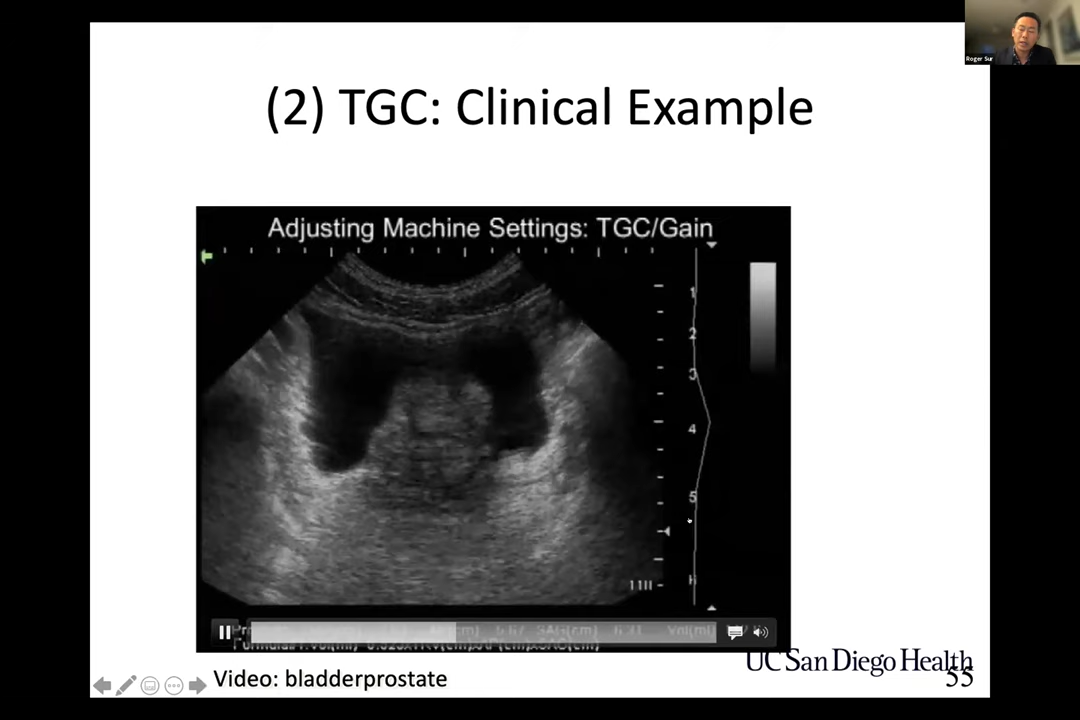 Roger Sur
(2) TGC: Clinical Example
Adjusting Machine Settings: TGC/Gain
1
2
3
4
5
H
Video: bladderprostate
UC San Diego Health
55